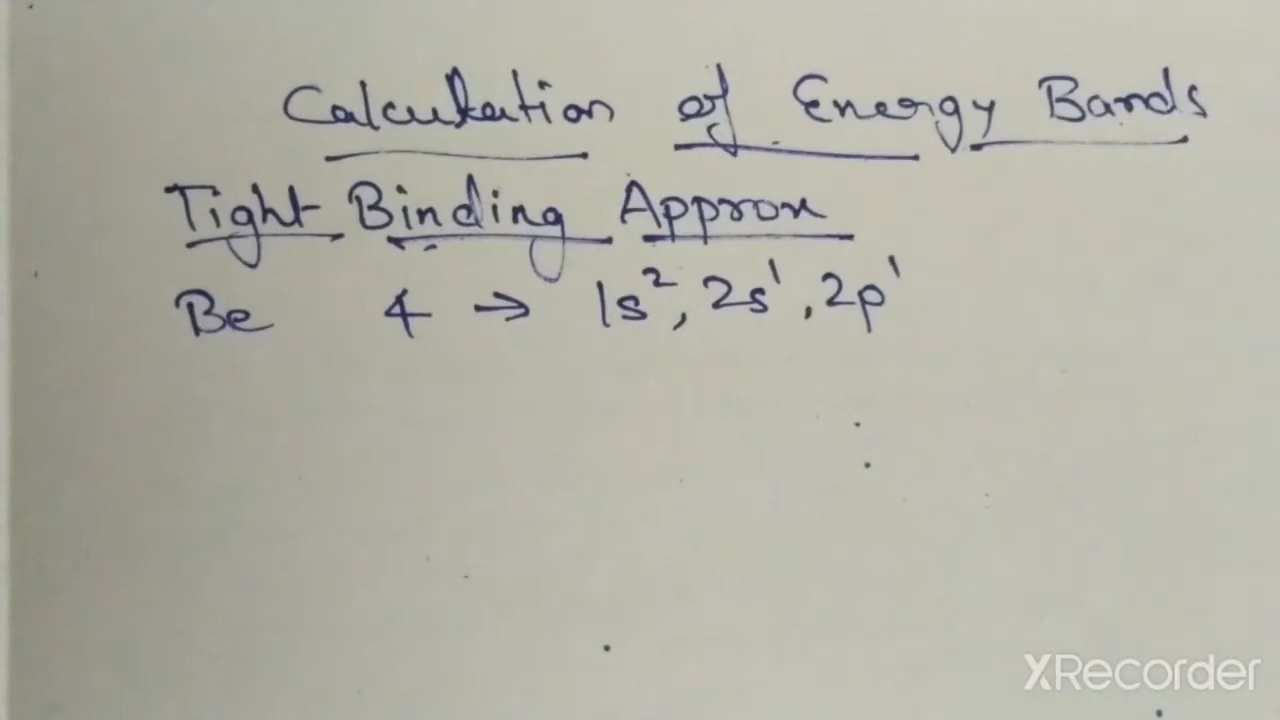 Calculation of Energy Bands
Tight Binding Approx
Be 4 → 1s², 2s¹, 2p¹
XRecorder